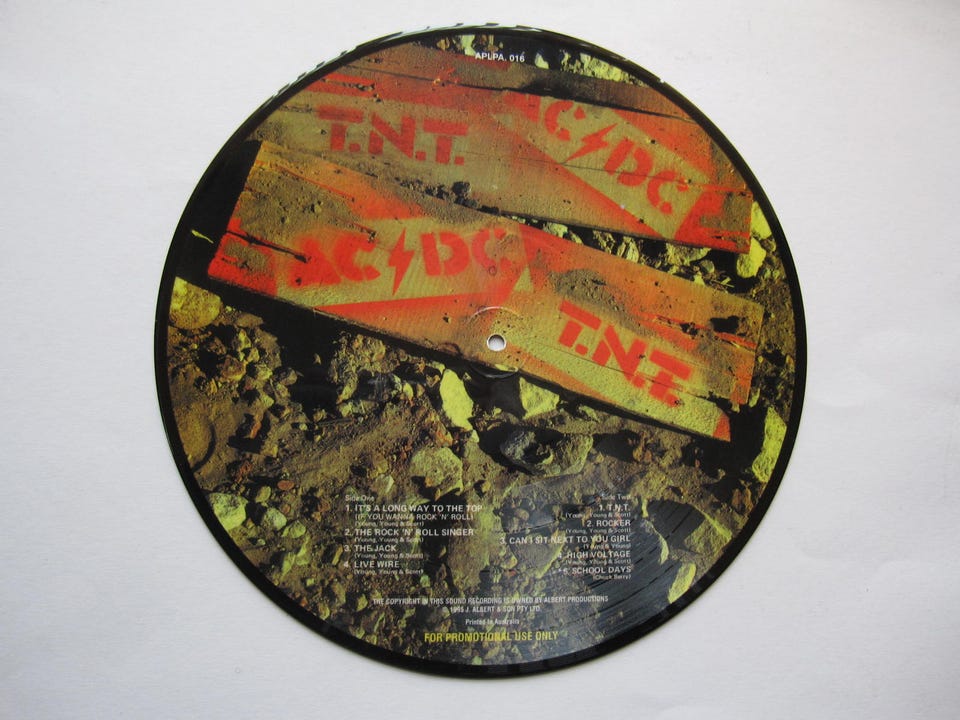 APLPA. 016
T.N.T.
AC/DC
AC/DC
T.N.T.
Side One
1. IT'S A LONG WAY TO THE TOP
(IF YOU WANNA ROCK 'N' ROLL)
(Young, Young & Scott)
2. THE ROCK 'N' ROLL SINGER
(Young, Young & Scott)
3. THE JACK
(Young, Young & Scott)
4. LIVE WIRE
(Young, Young & Scott)
Side Two
1. T.N.T.
(Young, Young & Scott)
2. ROCKER
(Young, Young & Scott)
3. CAN I SIT NEXT TO YOU GIRL
(Young & Young)
4. HIGH VOLTAGE
(Young, Young & Scott)
5. SCHOOL DAYS
(Chuck Berry)
THE COPYRIGHT IN THIS SOUND RECORDING IS OWNED BY ALBERT PRODUCTIONS
© 1995 J. ALBERT & SON PTY LTD.
Printed in Australia
FOR PROMOTIONAL USE ONLY